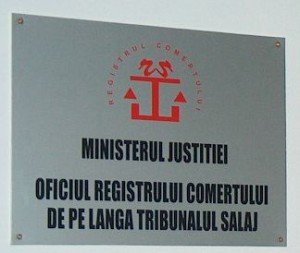 REGISTRUL COMERTULUI
MINISTERUL JUSTITIEI
OFICIUL REGISTRULUI COMERTULUI
DE PE LANGA TRIBUNALUL SALAJ